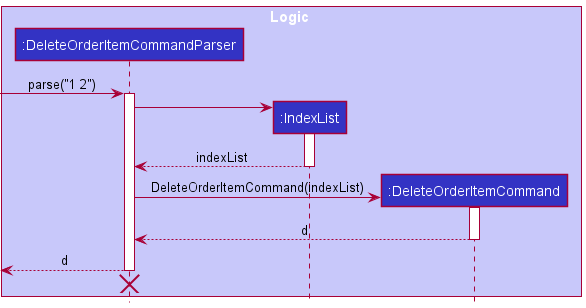 Logic
:DeleteOrderItemCommandParser
parse("1 2")
:IndexList
indexList
DeleteOrderItemCommand(indexList)
:DeleteOrderItemCommand
d
d